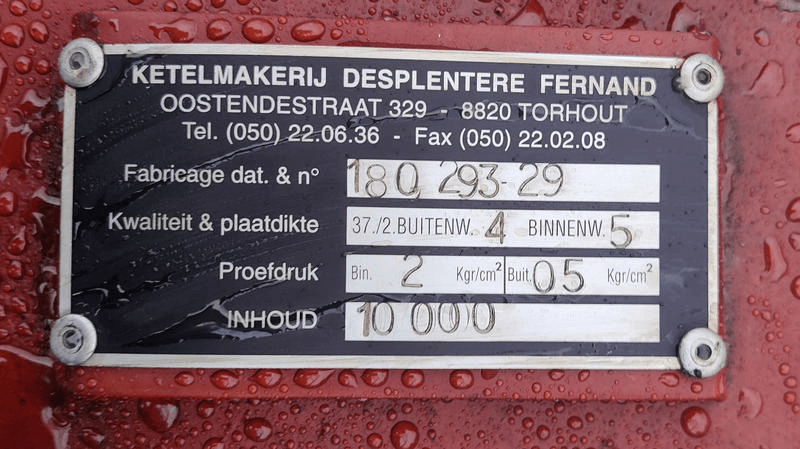 KETELMAKERIJ DESPLENTERE FERNAND
OOSTENDESTRAAT 329 - 8820 TORHOUT
Tel. (050) 22.06.36 - Fax (050) 22.02.08
Fabricage dat. & n° 180 293-29
Kwaliteit & plaatdikte 37./2. BUITENW. 4 BINNENW. 5
Proefdruk Bin. 2 Kgr/cm² Buit. 05 Kgr/cm²
INHOUD 10 000